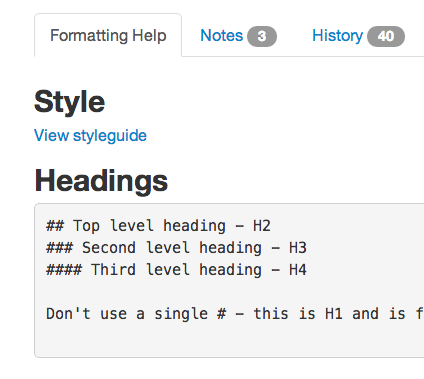 Formatting Help Notes 3 History 40
Style
View styleguide
Headings
## Top level heading - H2
### Second level heading - H3
#### Third level heading - H4
Don't use a single # - this is H1 and is f